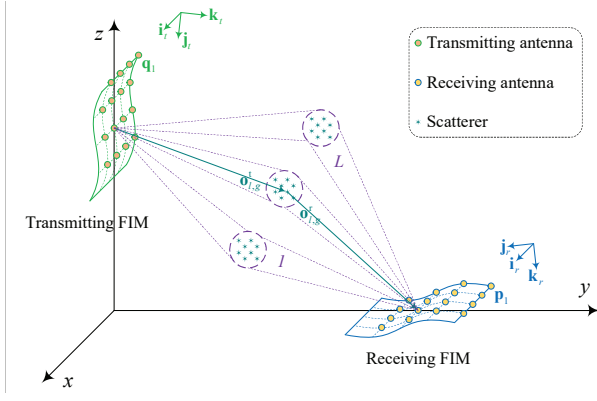 z
i_t
k_t
j_t
q_1
Transmitting antenna
Receiving antenna
Scatterer
L
o^t_{l,g}
o^r_{l,g}
l
Transmitting FIM
j_r
i_r
k_r
p_1
y
Receiving FIM
x